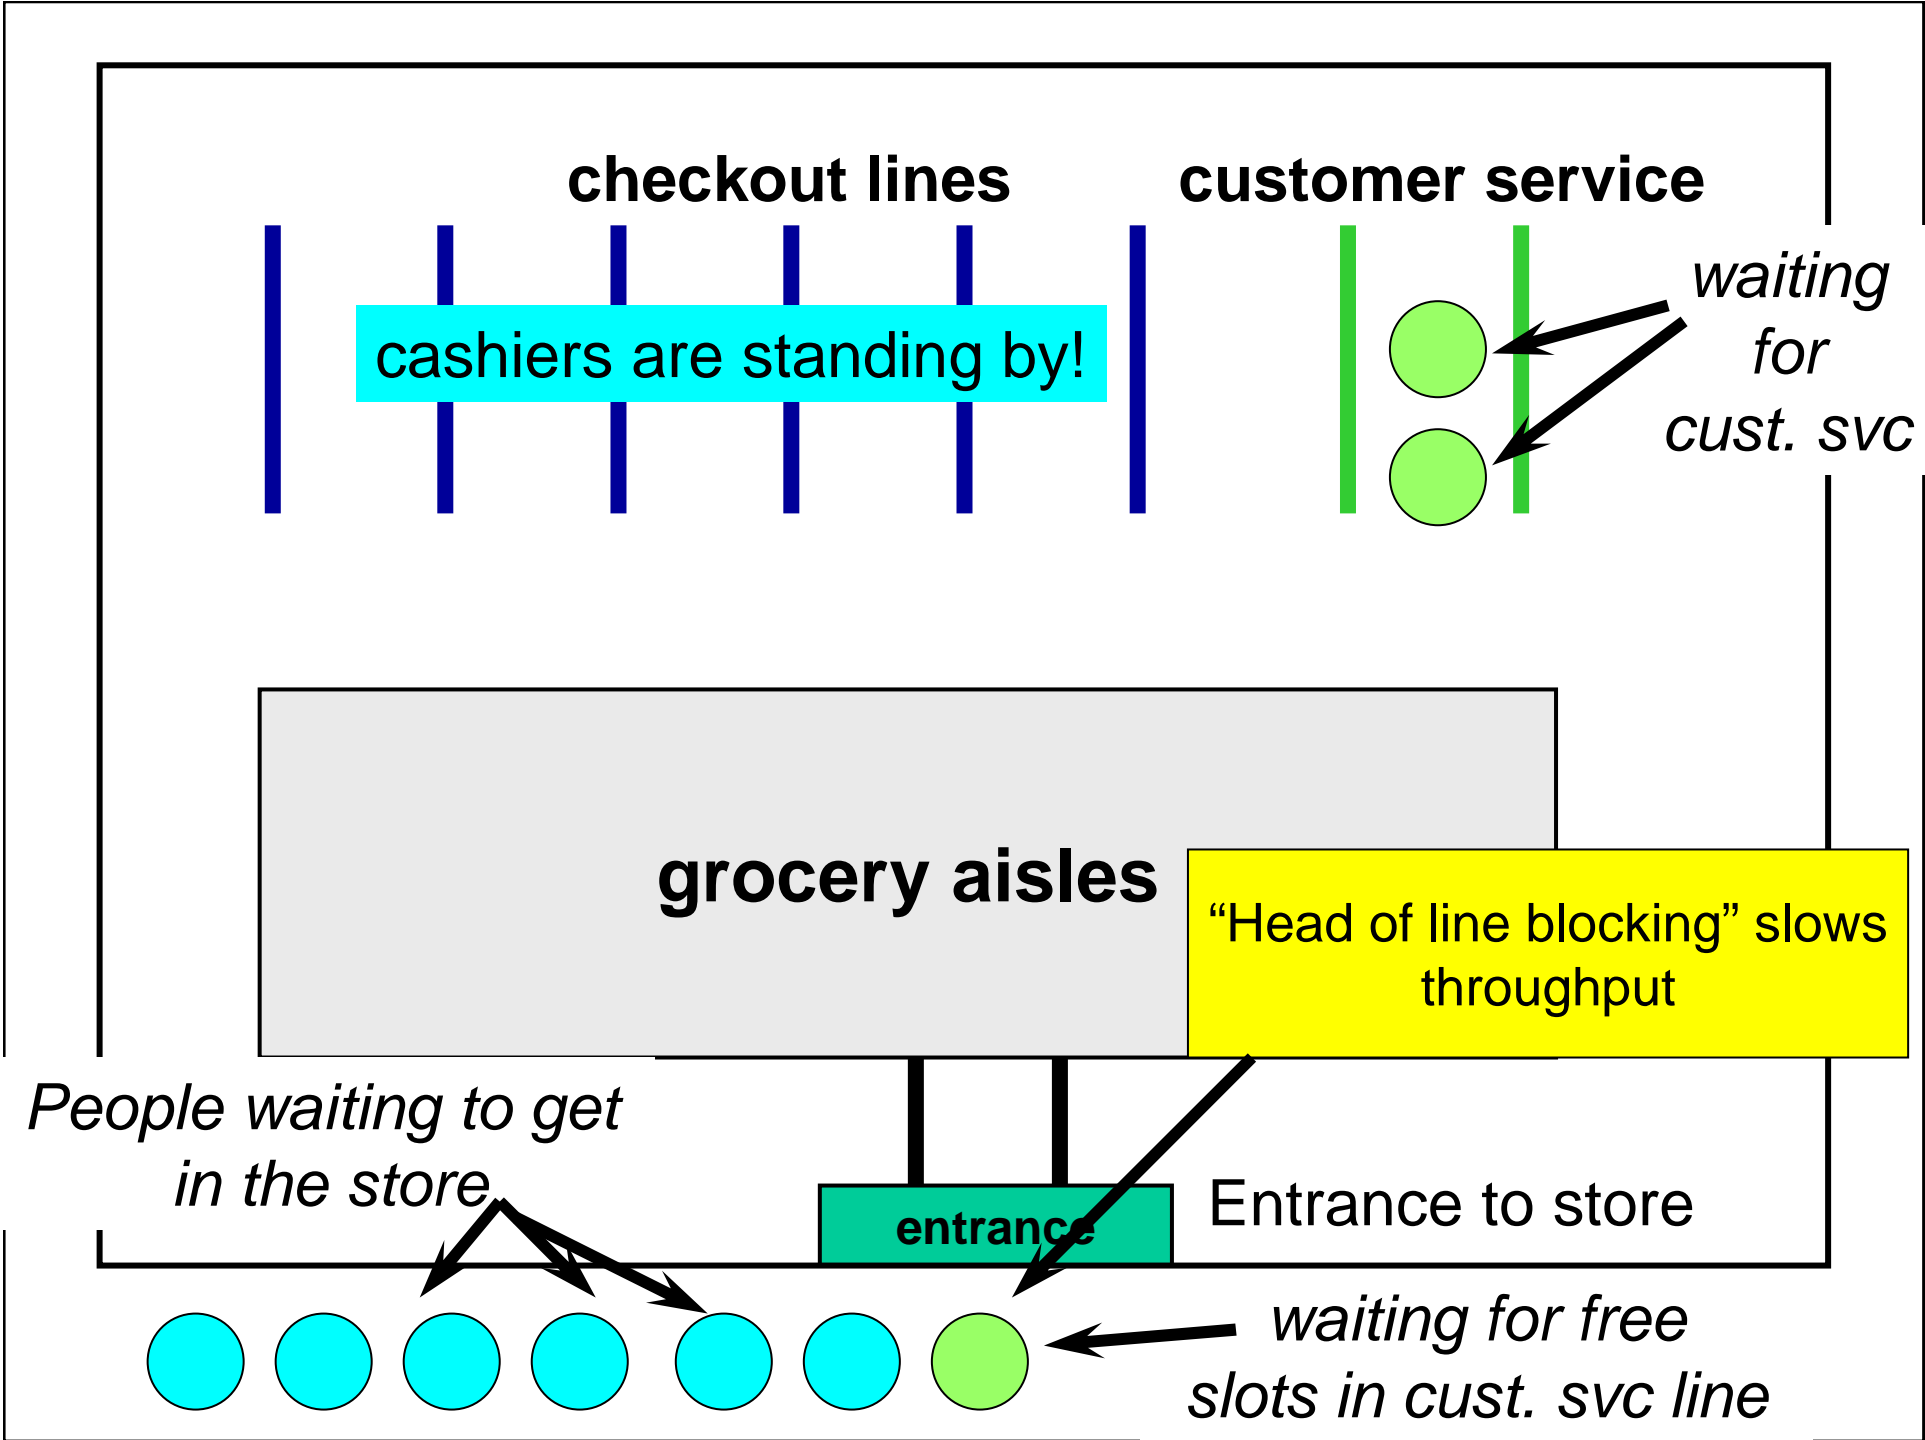 checkout lines
customer service
waiting
for
cust. svc
cashiers are standing by!
grocery aisles
“Head of line blocking” slows
throughput
People waiting to get
in the store
entrance
Entrance to store
waiting for free
slots in cust. svc line